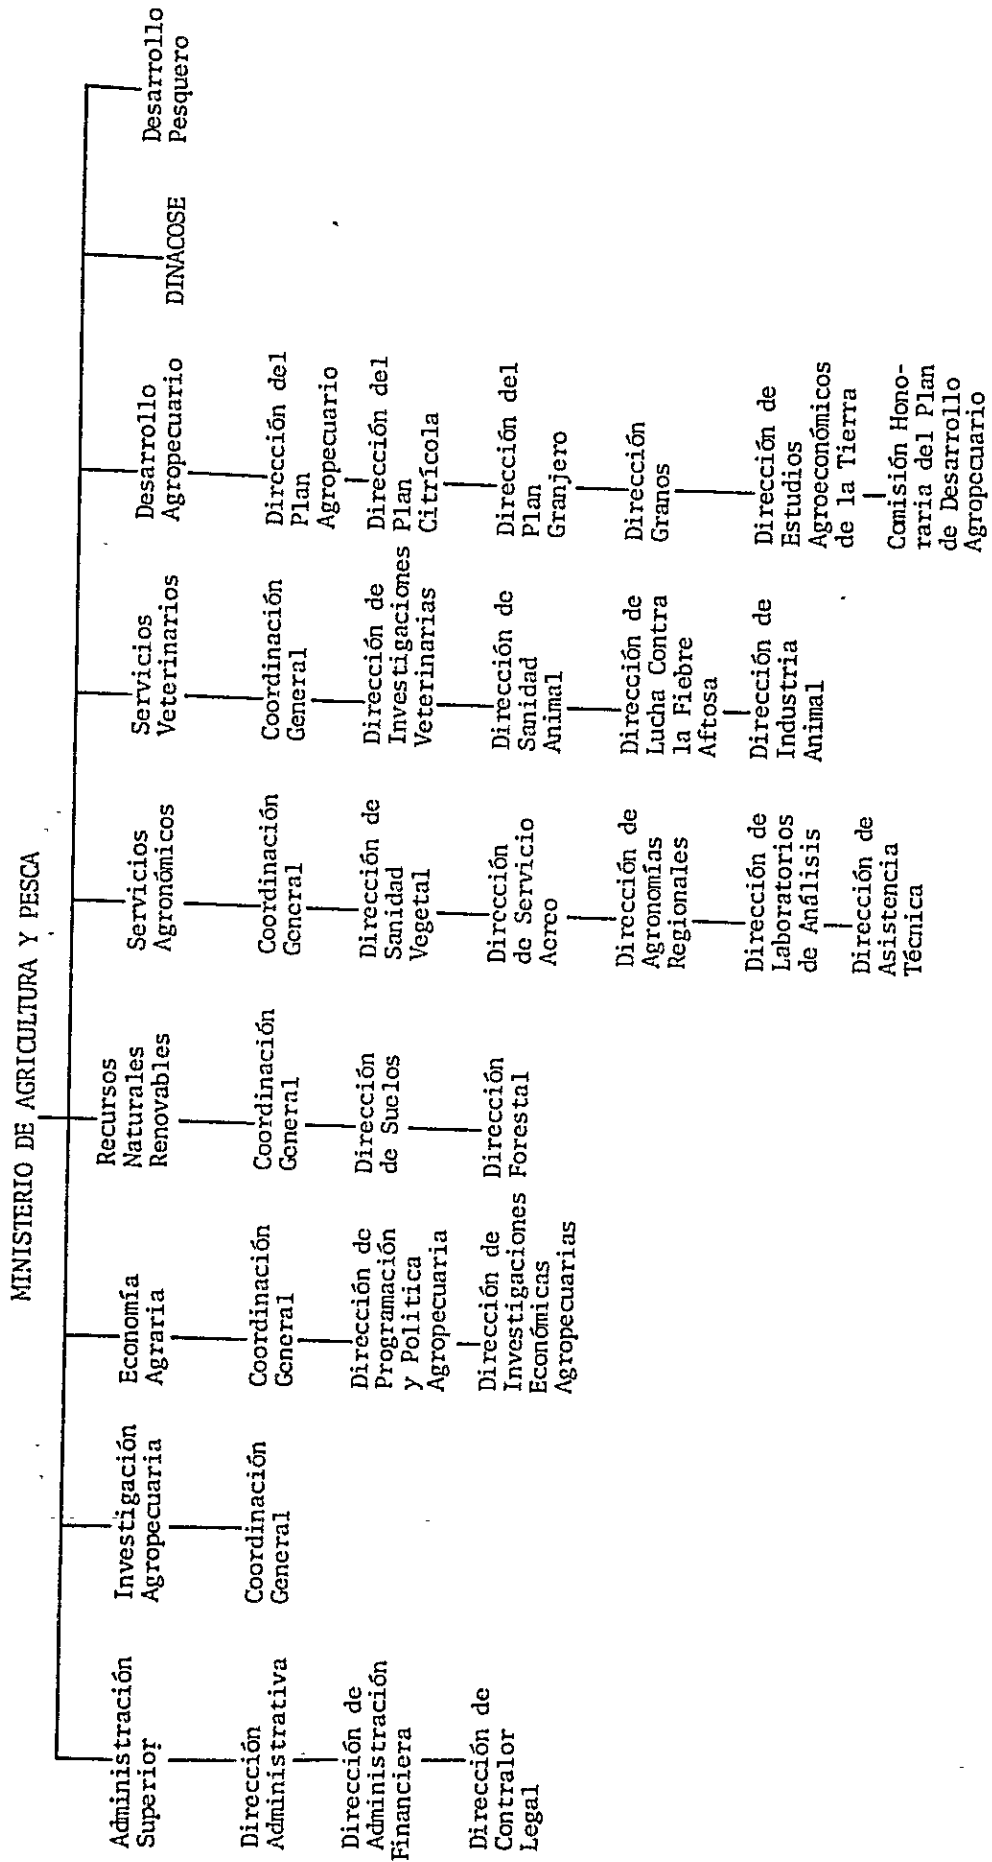 MINISTERIO DE AGRICULTURA Y PESCA
Administración
Superior
Dirección
Administrativa
Dirección de
Administración
Financiera
Dirección de
Contralor
Legal
Investigación
Agropecuaria
Coordinación
General
Economía
Agraria
Coordinación
General
Dirección de
Programación
y Politica
Agropecuaria
Dirección de
Investigaciones
Económicas
Agropecuarias
Recursos
Naturales
Renovables
Coordinación
General
Dirección
de Suelos
Dirección
Forestal
Servicios
Agronómicos
Coordinación
General
Dirección de
Sanidad
Vegetal
Dirección
de Servicio
Aereo
Dirección de
Agronomías
Regionales
Dirección de
Laboratorios
de Análisis
Dirección de
Asistencia
Técnica
Servicios
Veterinarios
Coordinación
General
Dirección de
Investigaciones
Veterinarias
Dirección de
Sanidad
Animal
Dirección de
Lucha Contra
la Fiebre
Aftosa
Dirección de
Industria
Animal
Desarrollo
Agropecuario
Dirección del
Plan
Agropecuario
Dirección del
Plan
Citrícola
Dirección del
Plan
Granjero
Dirección
Granos
Dirección de
Estudios
Agroeconómicos
de la Tierra
Comisión Hono-
raria del Plan
de Desarrollo
Agropecuario
DINACOSE
Desarrollo
Pesquero